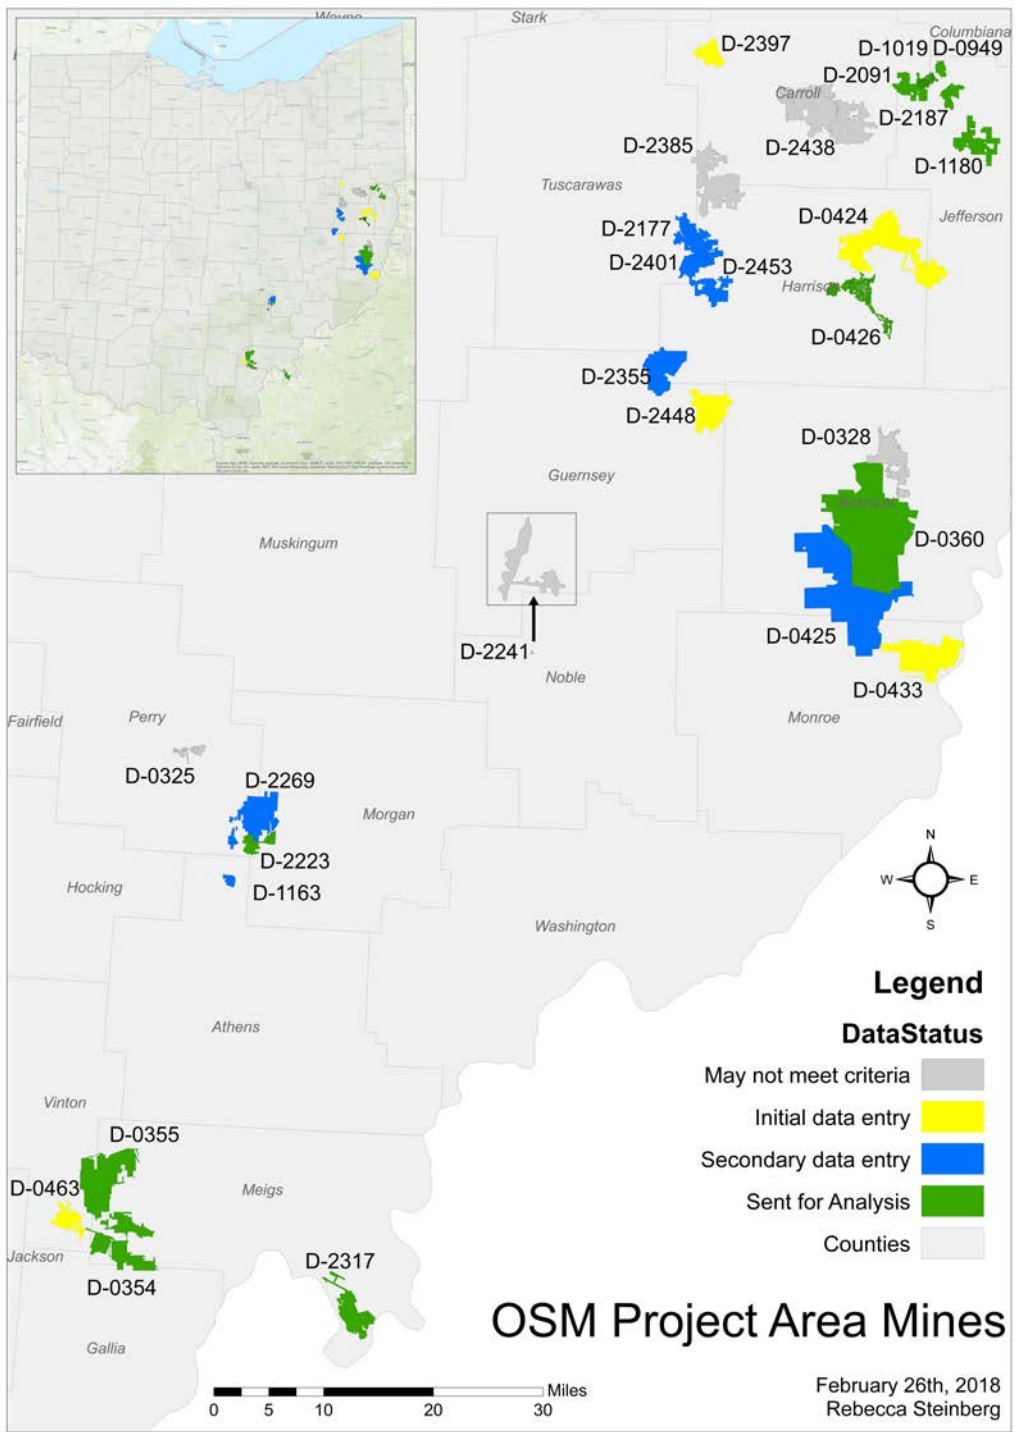 Wayne
Stark
Columbiana
D-2397
D-1019 D-0949
D-2091
Carroll
D-2187
D-2438
D-2385
D-1180
Tuscarawas
D-0424
Jefferson
D-2177
D-2401
D-2453
Harrison
D-0426
D-2355
D-2448
D-0328
Guernsey
D-0360
Muskingum
D-0425
D-2241
Noble
D-0433
Monroe
Perry
Fairfield
D-0325
D-2269
Morgan
D-2223
Hocking
D-1163
N
W
E
S
Washington
Athens
Vinton
D-0355
D-0463
Meigs
Jackson
D-0354
D-2317
Gallia
Legend
DataStatus
May not meet criteria
Initial data entry
Secondary data entry
Sent for Analysis
Counties
OSM Project Area Mines
0 5 10 20 30
Miles
February 26th, 2018
Rebecca Steinberg